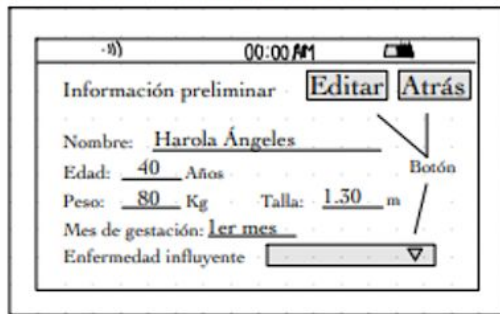 00:00 AM
Información preliminar Editar Atrás
Nombre: Harola Ángeles
Edad: 40 Años Botón
Peso: 80 Kg Talla: 1.30 m
Mes de gestación: 1er mes
Enfermedad influyente